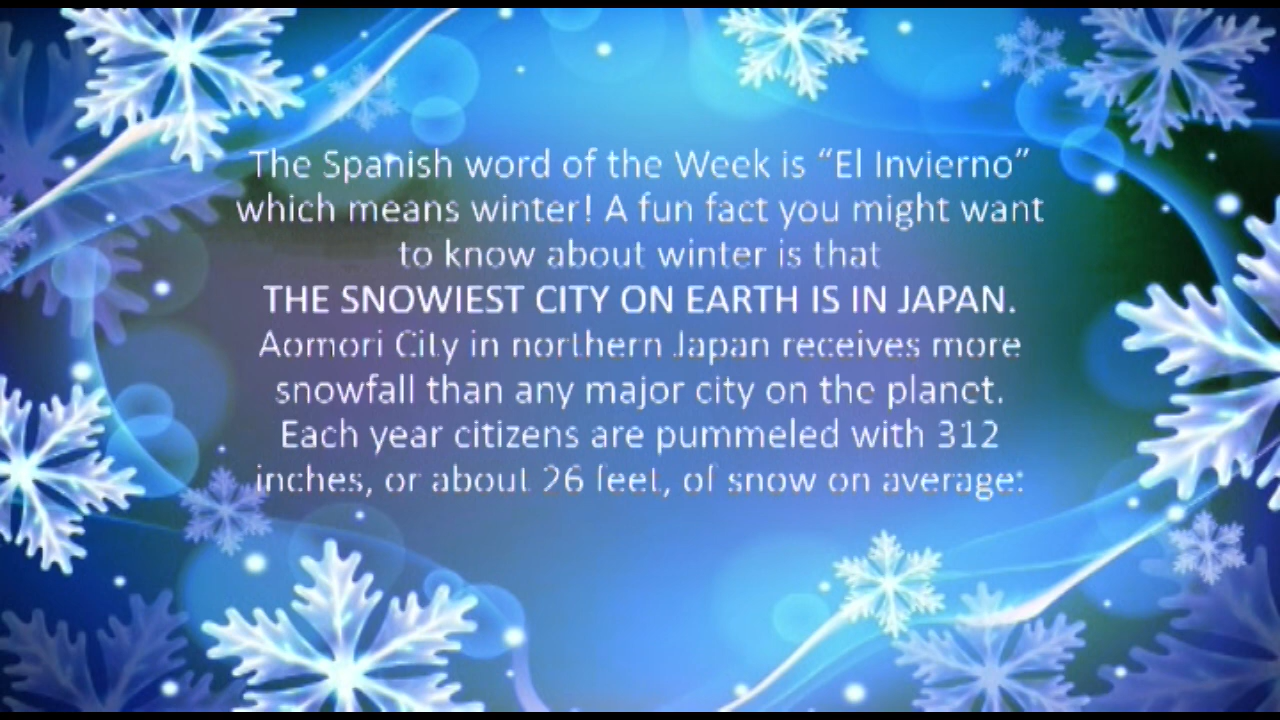 The Spanish word of the Week is “El Invierno”
which means winter! A fun fact you might want
to know about winter is that
THE SNOWIEST CITY ON EARTH IS IN JAPAN.
Aomori City in northern Japan receives more
snowfall than any major city on the planet.
Each year citizens are pummeled with 312
inches, or about 26 feet, of snow on average: